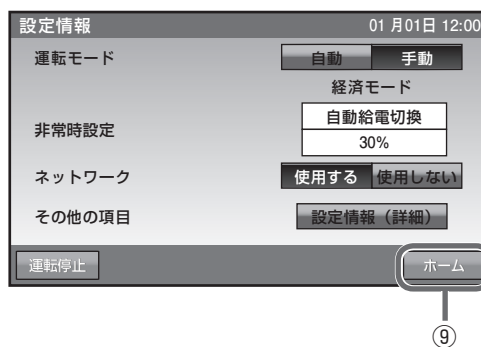 設定情報 01月01日 12:00
運転モード 自動 手動
経済モード
非常時設定 自動給電切換
30%
ネットワーク 使用する 使用しない
その他の項目 設定情報（詳細）
運転停止 ホーム
⑨